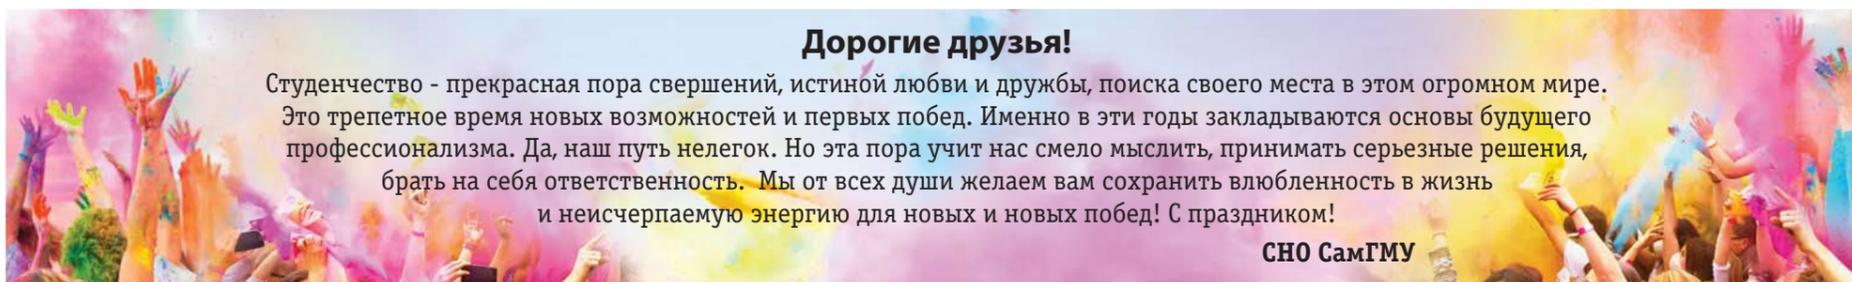 Дорогие друзья!
Студенчество - прекрасная пора свершений, истиной любви и дружбы, поиска своего места в этом огромном мире.
Это трепетное время новых возможностей и первых побед. Именно в эти годы закладываются основы будущего
профессионализма. Да, наш путь нелегок. Но эта пора учит нас смело мыслить, принимать серьезные решения,
брать на себя ответственность. Мы от всех души желаем вам сохранить влюбленность в жизнь
и неисчерпаемую энергию для новых и новых побед! С праздником!
СНО СамГМУ